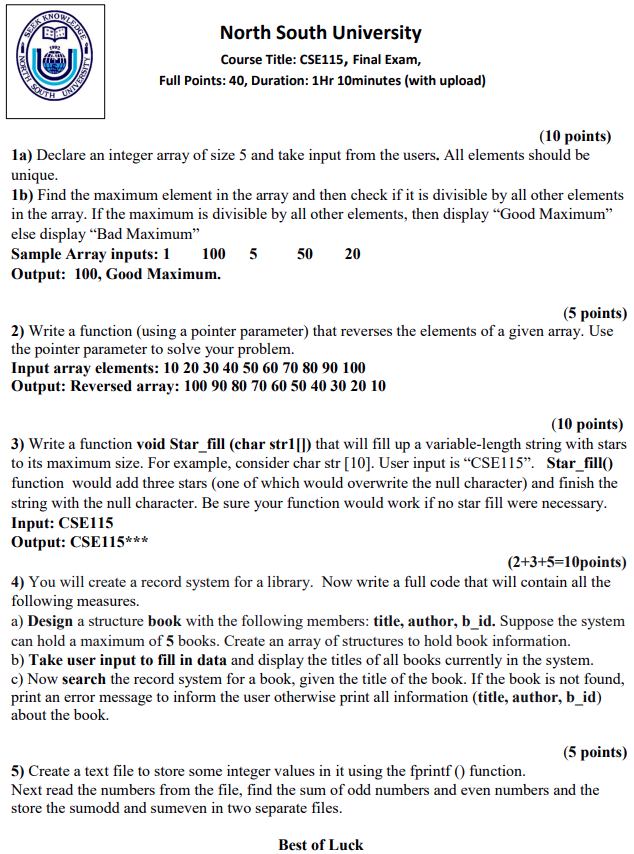 SEEK KNOWLEDGE
1992
NORTH SOUTH UNIVERSITY
North South University
Course Title: CSE115, Final Exam,
Full Points: 40, Duration: 1Hr 10minutes (with upload)
(10 points)
1a) Declare an integer array of size 5 and take input from the users. All elements should be
unique.
1b) Find the maximum element in the array and then check if it is divisible by all other elements
in the array. If the maximum is divisible by all other elements, then display “Good Maximum”
else display “Bad Maximum”
Sample Array inputs: 1 100 5 50 20
Output: 100, Good Maximum.
(5 points)
2) Write a function (using a pointer parameter) that reverses the elements of a given array. Use
the pointer parameter to solve your problem.
Input array elements: 10 20 30 40 50 60 70 80 90 100
Output: Reversed array: 100 90 80 70 60 50 40 30 20 10
(10 points)
3) Write a function void Star_fill (char str1[]) that will fill up a variable-length string with stars
to its maximum size. For example, consider char str [10]. User input is “CSE115”. Star_fill()
function would add three stars (one of which would overwrite the null character) and finish the
string with the null character. Be sure your function would work if no star fill were necessary.
Input: CSE115
Output: CSE115***
(2+3+5=10points)
4) You will create a record system for a library. Now write a full code that will contain all the
following measures.
a) Design a structure book with the following members: title, author, b_id. Suppose the system
can hold a maximum of 5 books. Create an array of structures to hold book information.
b) Take user input to fill in data and display the titles of all books currently in the system.
c) Now search the record system for a book, given the title of the book. If the book is not found,
print an error message to inform the user otherwise print all information (title, author, b_id)
about the book.
(5 points)
5) Create a text file to store some integer values in it using the fprintf () function.
Next read the numbers from the file, find the sum of odd numbers and even numbers and the
store the sumodd and sumeven in two separate files.
Best of Luck